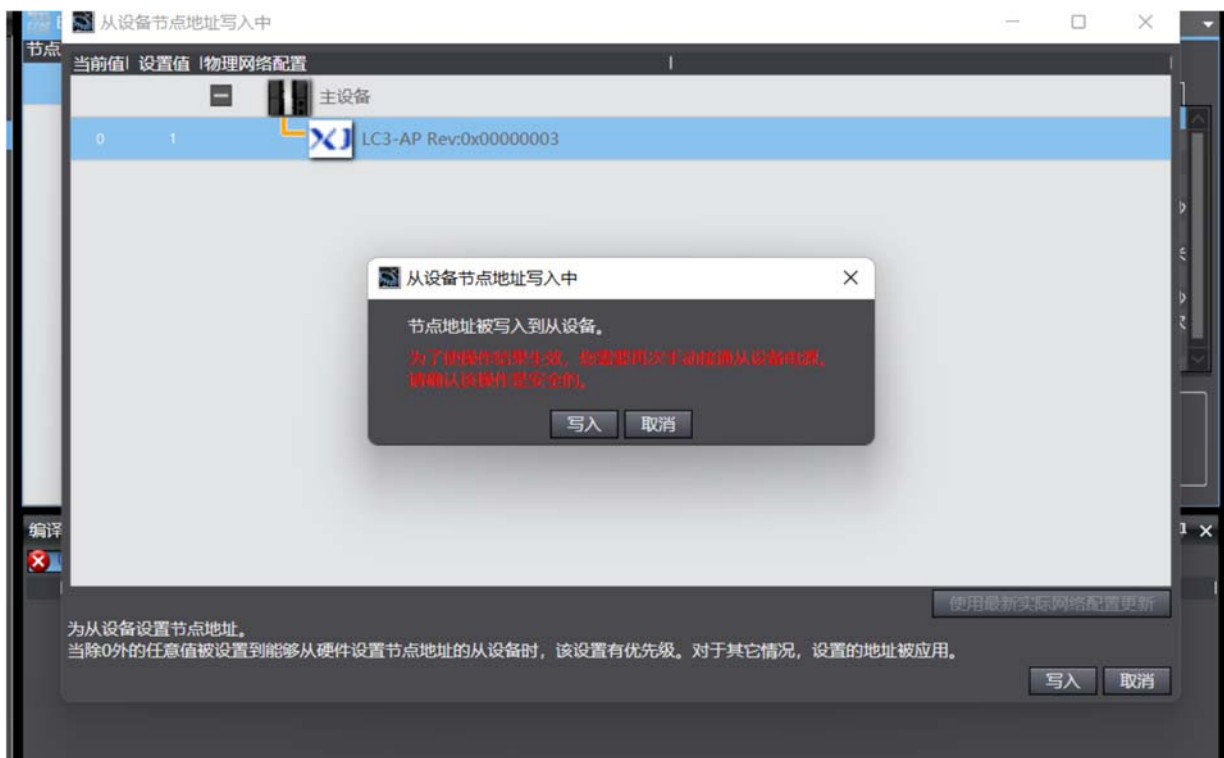 从设备节点地址写入中
节点
当前值 设置值 物理网络配置
主设备
0 1 XJ LC3-AP Rev:0x00000003
从设备节点地址写入中
节点地址被写入到从设备。
为了使操作结果生效，您需要再次手动接通从设备电源。
请确认该操作是安全的。
写入 取消
编译
使用最新实际网络配置更新
为从设备设置节点地址。
当除0外的任意值被设置到能够从硬件设置节点地址的从设备时，该设置有优先级。对于其它情况，设置的地址被应用。
写入 取消